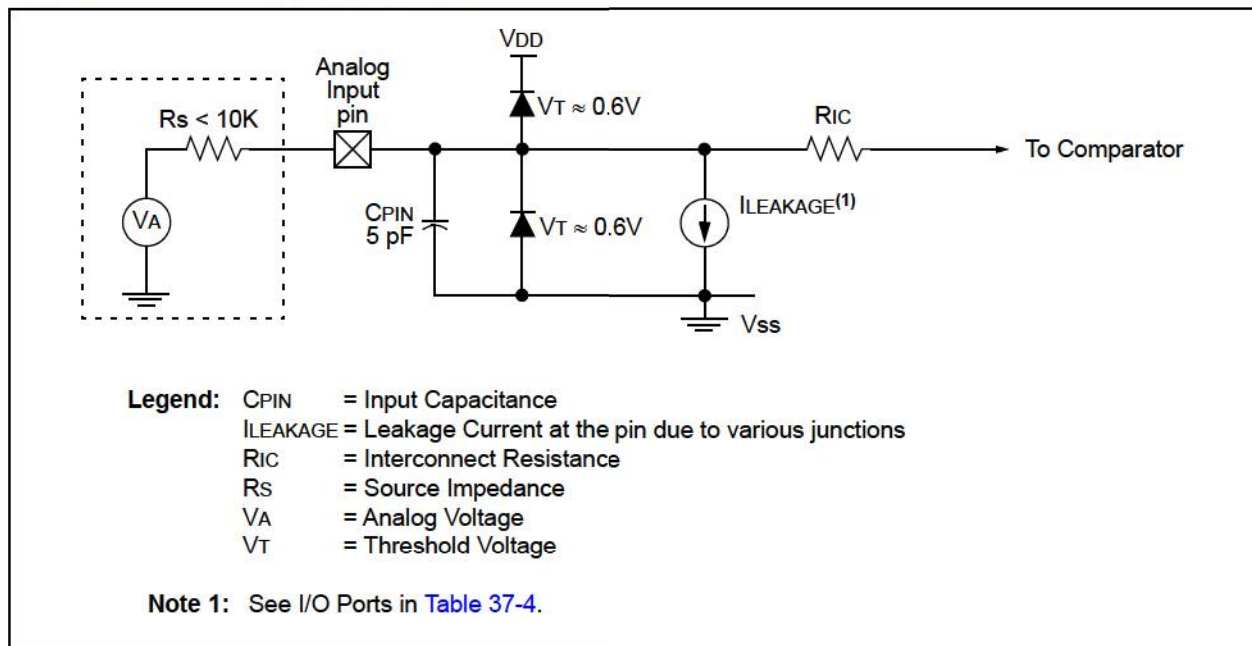 VDD
Analog
Input
pin
Rs < 10K
VT ≈ 0.6V
RIC
To Comparator
VA
CPIN
5 pF
VT ≈ 0.6V
ILEAKAGE(1)
Vss
Legend: CPIN = Input Capacitance
ILEAKAGE = Leakage Current at the pin due to various junctions
RIC = Interconnect Resistance
RS = Source Impedance
VA = Analog Voltage
VT = Threshold Voltage
Note 1: See I/O Ports in Table 37-4.